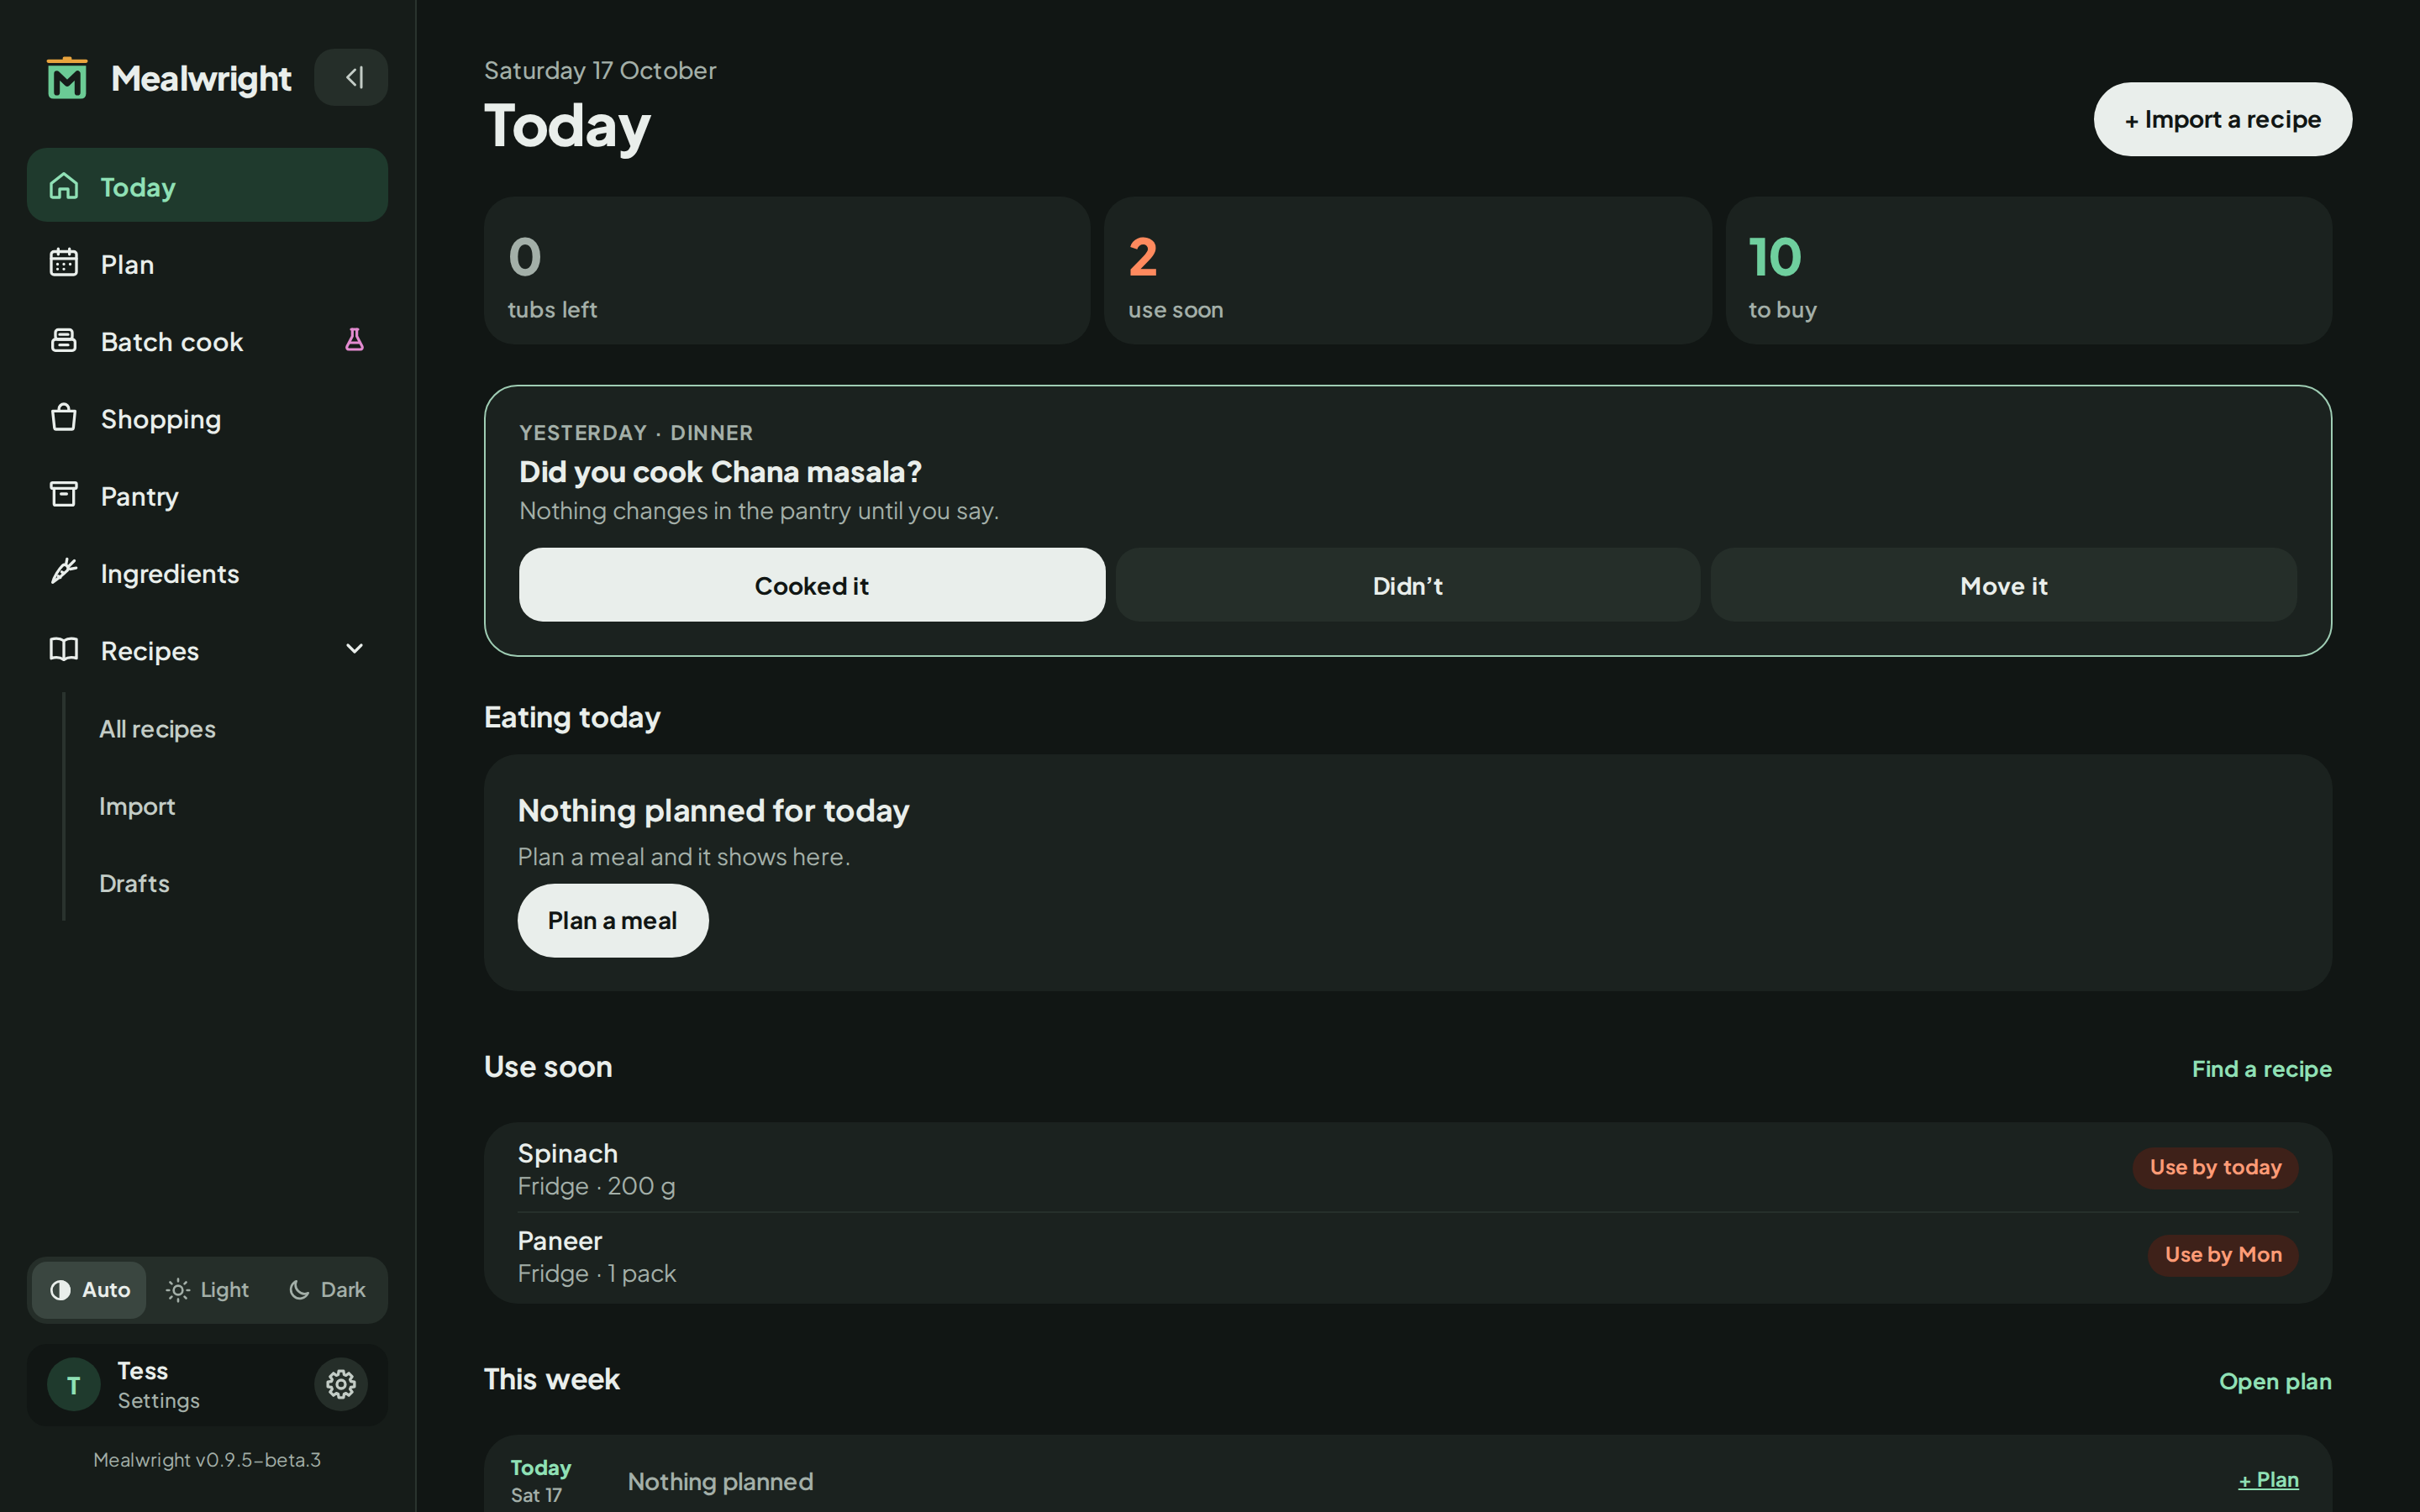 Mealwright
Today
Plan
Batch cook
Shopping
Pantry
Ingredients
Recipes
All recipes
Import
Drafts
Auto
Light
Dark
T
Tess
Settings
Mealwright v0.9.5-beta.3
Saturday 17 October
Today
+ Import a recipe
0
tubs left
2
use soon
10
to buy
YESTERDAY · DINNER
Did you cook Chana masala?
Nothing changes in the pantry until you say.
Cooked it
Didn’t
Move it
Eating today
Nothing planned for today
Plan a meal and it shows here.
Plan a meal
Use soon
Find a recipe
Spinach
Fridge · 200 g
Use by today
Paneer
Fridge · 1 pack
Use by Mon
This week
Open plan
Today
Sat 17
Nothing planned
+ Plan